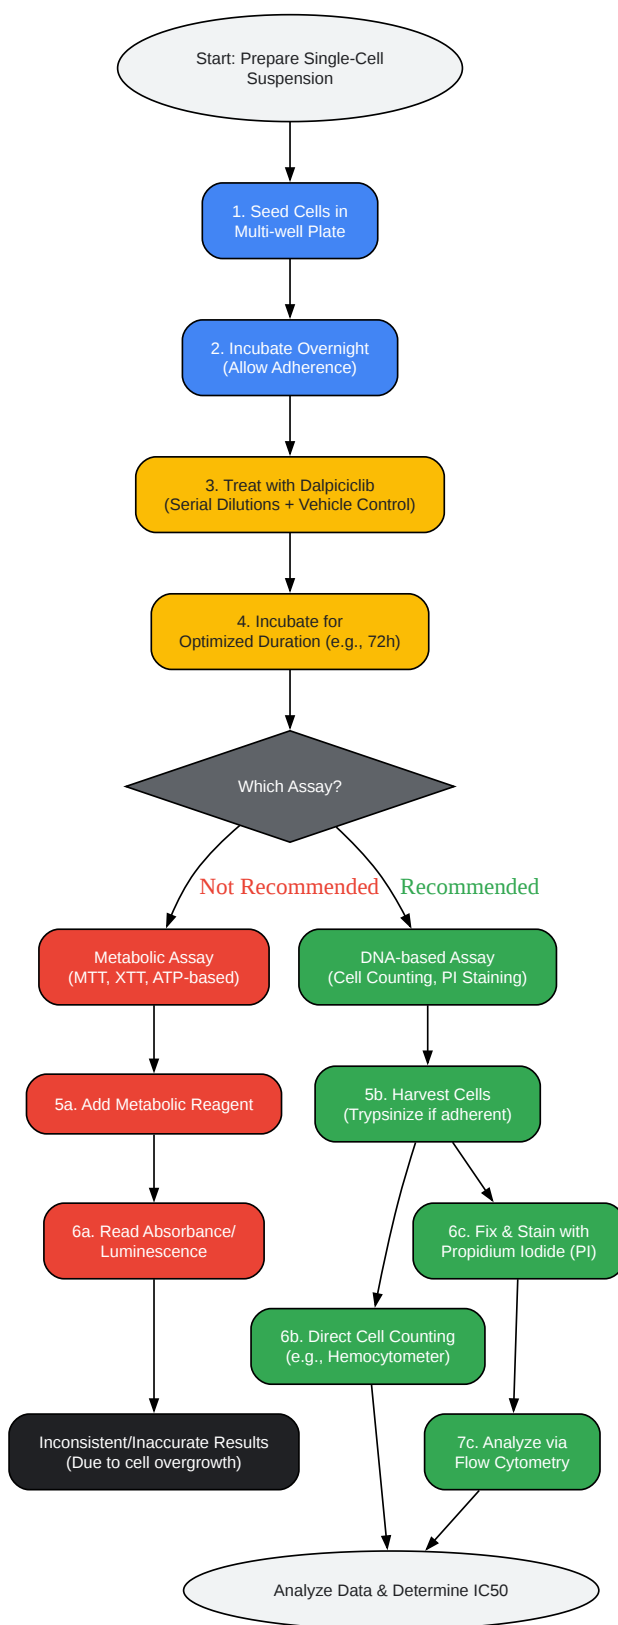 Start: Prepare Single-Cell
Suspension
1. Seed Cells in
Multi-well Plate
2. Incubate Overnight
(Allow Adherence)
3. Treat with Dalpiciclib
(Serial Dilutions + Vehicle Control)
4. Incubate for
Optimized Duration (e.g., 72h)
Which Assay?
Not Recommended
Recommended
Metabolic Assay
(MTT, XTT, ATP-based)
DNA-based Assay
(Cell Counting, PI Staining)
5a. Add Metabolic Reagent
5b. Harvest Cells
(Trypsinize if adherent)
6a. Read Absorbance/
Luminescence
6c. Fix & Stain with
Propidium Iodide (PI)
6b. Direct Cell Counting
(e.g., Hemocytometer)
Inconsistent/Inaccurate Results
(Due to cell overgrowth)
7c. Analyze via
Flow Cytometry
Analyze Data & Determine IC50